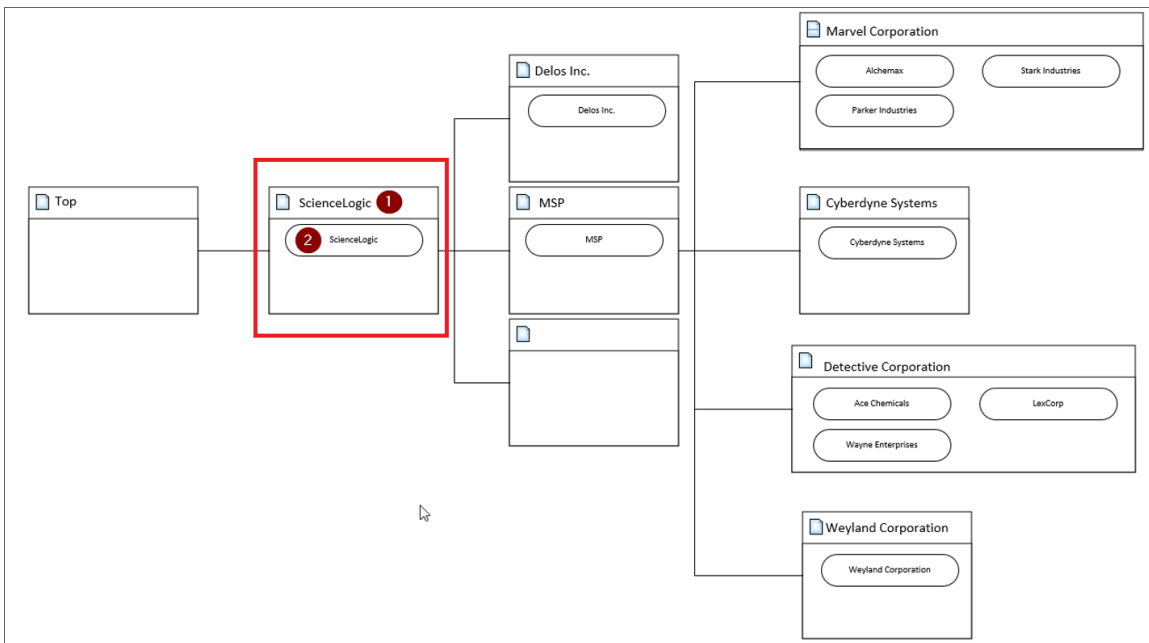 Top
ScienceLogic 1
2 ScienceLogic
Delos Inc.
Delos Inc.
MSP
MSP
Marvel Corporation
Alchemax
Stark Industries
Parker Industries
Cyberdyne Systems
Cyberdyne Systems
Detective Corporation
Ace Chemicals
LexCorp
Wayne Enterprises
Weyland Corporation
Weyland Corporation